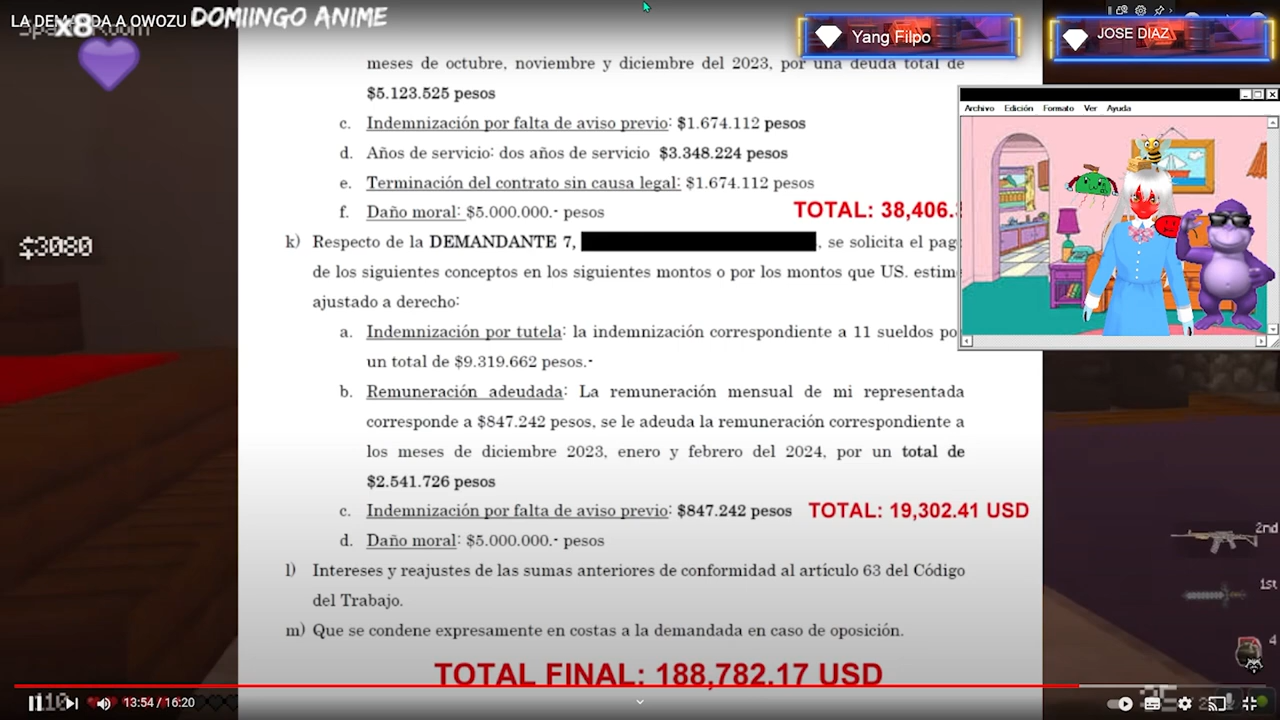 LA DEMANDA A OWOZU
DOMIINGO ANIME
x8
Yang Filpo
JOSE DIAZ
meses de octubre, noviembre y diciembre del 2023, por una deuda total de
$5.123.525 pesos
c. Indemnización por falta de aviso previo: $1.674.112 pesos
d. Años de servicio: dos años de servicio $3.348.224 pesos
e. Terminación del contrato sin causa legal: $1.674.112 pesos
f. Daño moral: $5.000.000.- pesos
TOTAL: 38,406.
Archivo Edición Formato Ver Ayuda
$3080
k) Respecto de la DEMANDANTE 7, , se solicita el pag
de los siguientes conceptos en los siguientes montos o por los montos que US. estim
ajustado a derecho:
a. Indemnización por tutela: la indemnización correspondiente a 11 sueldos po
un total de $9.319.662 pesos.-
b. Remuneración adeudada: La remuneración mensual de mi representada
corresponde a $847.242 pesos, se le adeuda la remuneración correspondiente a
los meses de diciembre 2023, enero y febrero del 2024, por un total de
$2.541.726 pesos
c. Indemnización por falta de aviso previo: $847.242 pesos
TOTAL: 19,302.41 USD
d. Daño moral: $5.000.000.- pesos
l) Intereses y reajustes de las sumas anteriores de conformidad al artículo 63 del Código
del Trabajo.
m) Que se condene expresamente en costas a la demandada en caso de oposición.
TOTAL FINAL: 188,782.17 USD
2nd
1st
4
13:54 / 16:20